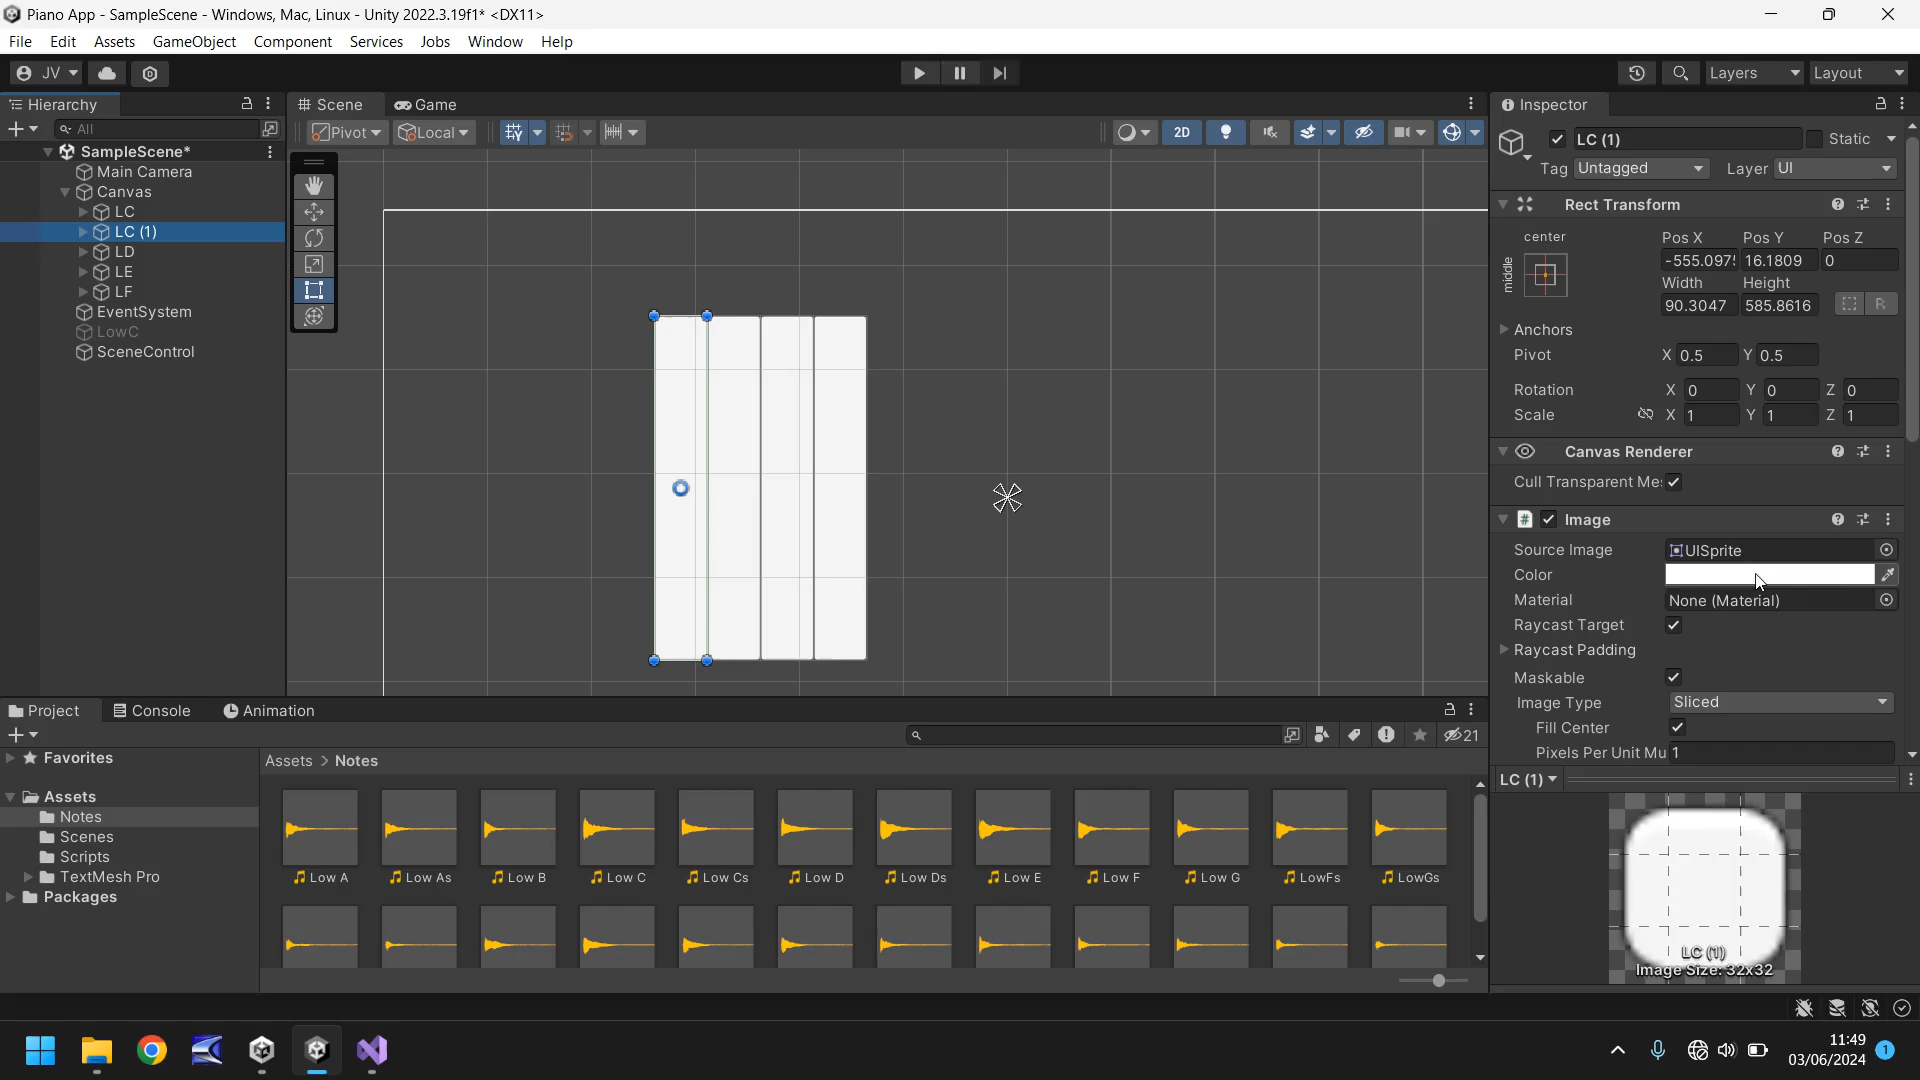 Piano App - SampleScene - Windows, Mac, Linux - Unity 2022.3.19f1* <DX11>
File Edit Assets GameObject Component Services Jobs Window Help
JV Layers Layout
Hierarchy
All
SampleScene*
Main Camera
Canvas
LC
LC (1)
LD
LE
LF
EventSystem
LowC
SceneControl
Scene Game
Pivot Local 2D
Inspector
LC (1) Static
Tag Untagged Layer UI
Rect Transform
center
middle
Pos X Pos Y Pos Z
-555.097 16.1809 0
Width Height
90.3047 585.8616 R
Anchors
Pivot X 0.5 Y 0.5
Rotation X 0 Y 0 Z 0
Scale X 1 Y 1 Z 1
Canvas Renderer
Cull Transparent Me
Image
Source Image UISprite
Color
Material None (Material)
Raycast Target
Raycast Padding
Maskable
Image Type Sliced
Fill Center
Pixels Per Unit Mu 1
LC (1)
LC (1)
Image Size: 32x32
Project Console Animation
21
Favorites
Assets
Notes
Scenes
Scripts
TextMesh Pro
Packages
Assets > Notes
Low A Low As Low B Low C Low Cs Low D Low Ds Low E Low F Low G LowFs LowGs
11:49
03/06/2024 1